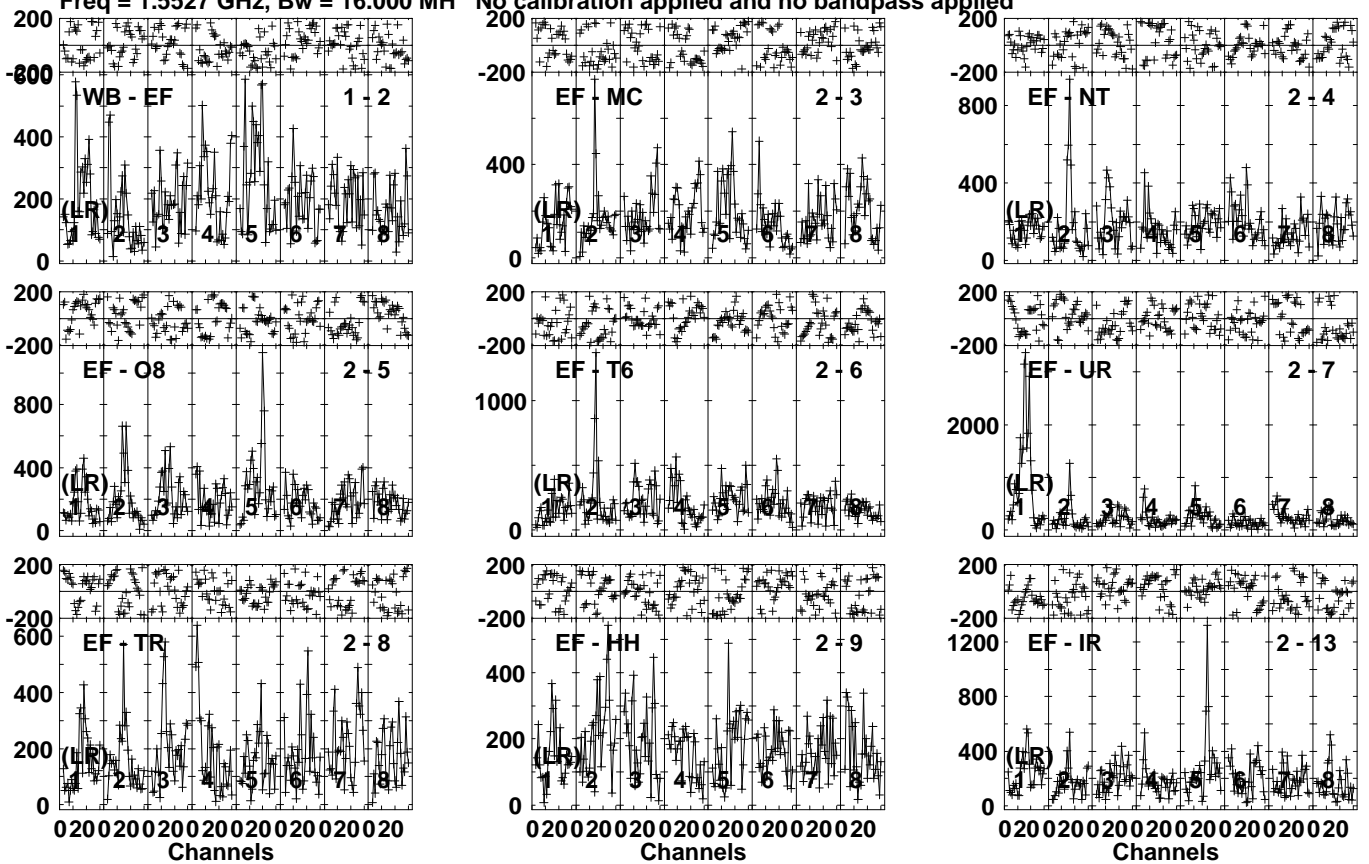 Freq = 1.5527 GHz, Bw = 16.000 MH No calibration applied and no bandpass applied
200 200 200
-200 -200 -200
600 WB - EF 1 - 2 EF - MC 2 - 3 EF - NT 2 - 4
800
400 400
400
200
(LR) (LR) (LR)
1 2 3 4 5 6 7 8 1 2 3 4 5 6 7 8 1 2 3 4 5 6 7 8
0 0 0
200 200 200
-200 -200 -200
EF - O8 2 - 5 EF - T6 2 - 6 EF - UR 2 - 7
800 1000 2000
400
(LR) (LR) (LR)
1 2 3 4 5 6 7 8 1 2 3 4 5 6 7 8 1 2 3 4 5 6 7 8
0 0 0
200 200 200
-200 -200 -200
600 EF - TR 2 - 8 EF - HH 2 - 9 1200 EF - IR 2 - 13
400 400 800
200 200 400
(LR) (LR) (LR)
1 2 3 4 5 6 7 8 1 2 3 4 5 6 7 8 1 2 3 4 5 6 7 8
0 0 0
0 20 0 20 0 20 0 20 0 20 0 20 0 20 0 20 0 20 0 20 0 20 0 20 0 20 0 20 0 20 0 20 0 20 0 20 0 20 0 20 0 20 0 20 0 20 0 20
Channels Channels Channels